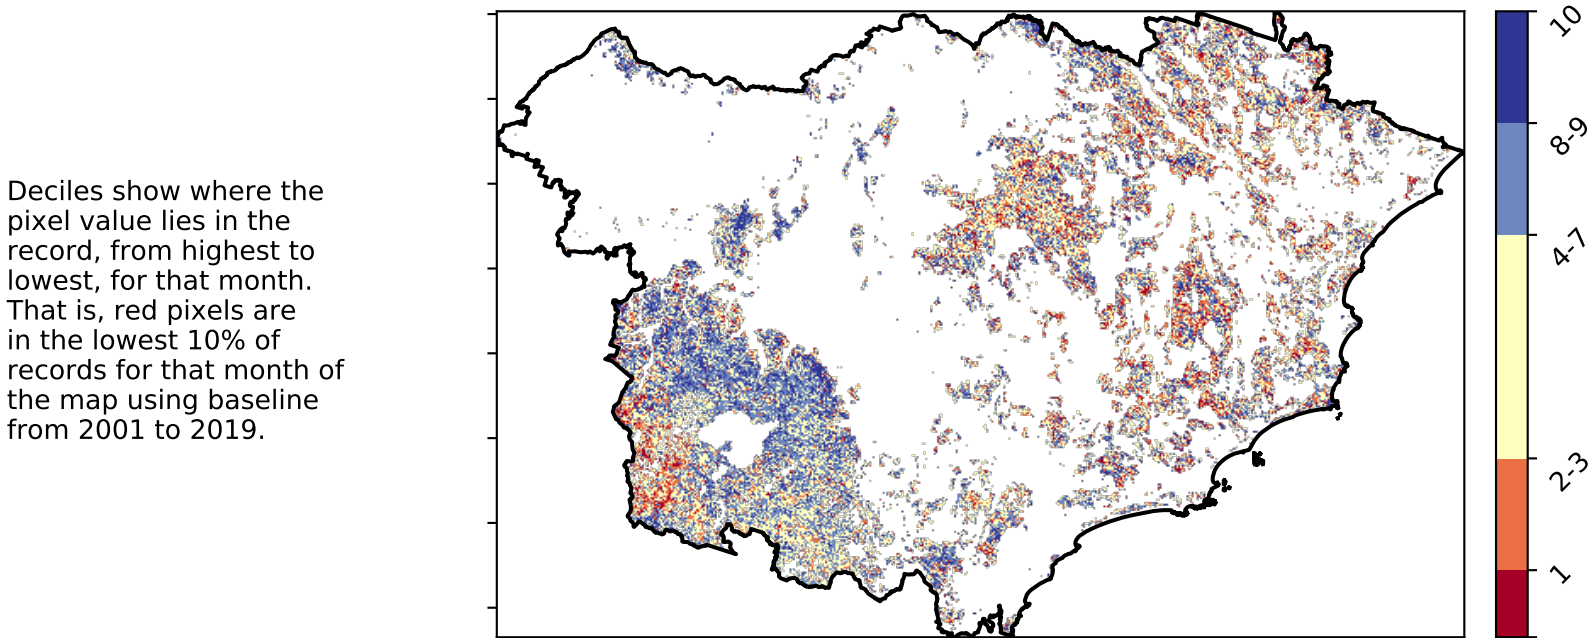 Deciles show where the
pixel value lies in the
record, from highest to
lowest, for that month.
That is, red pixels are
in the lowest 10% of
records for that month of
the map using baseline
from 2001 to 2019.
10
8-9
4-7
2-3
1